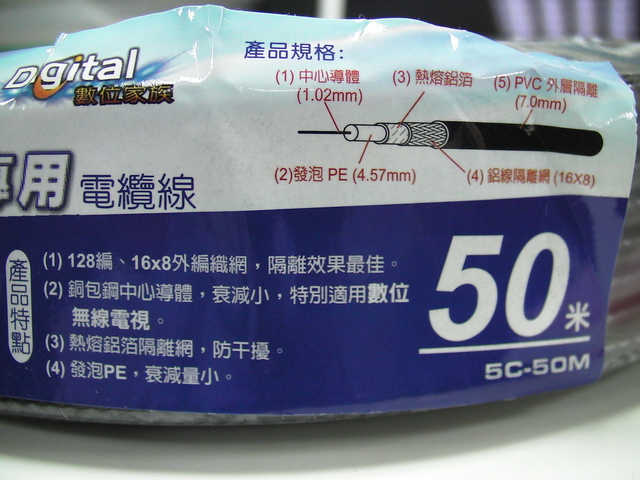 Dgital
數位家族
產品規格:
(1) 中心導體
(1.02mm)
(3) 熱熔鋁箔
(5) PVC 外層隔離
(7.0mm)
(2)發泡 PE (4.57mm)
(4) 鋁線隔離網 (16X8)
專用 電纜線
產品特點
(1) 128編、16x8外編織網，隔離效果最佳。
(2) 銅包鋼中心導體，衰減小，特別適用數位
無線電視。
(3) 熱熔鋁箔隔離網，防干擾。
(4) 發泡PE，衰減量小。
50米
5C-50M